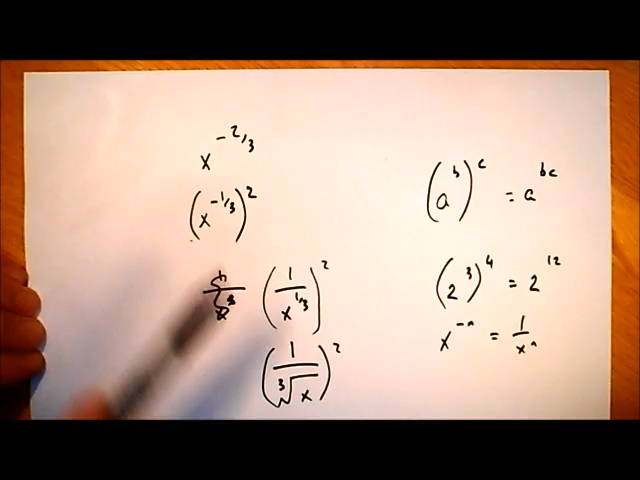 x^{-2/3}
(x^{-1/3})^2
(1/x^{1/3})^2
(1/∛x)^2
(a^b)^c = a^{bc}
(2^3)^4 = 2^{12}
x^{-n} = 1/x^n